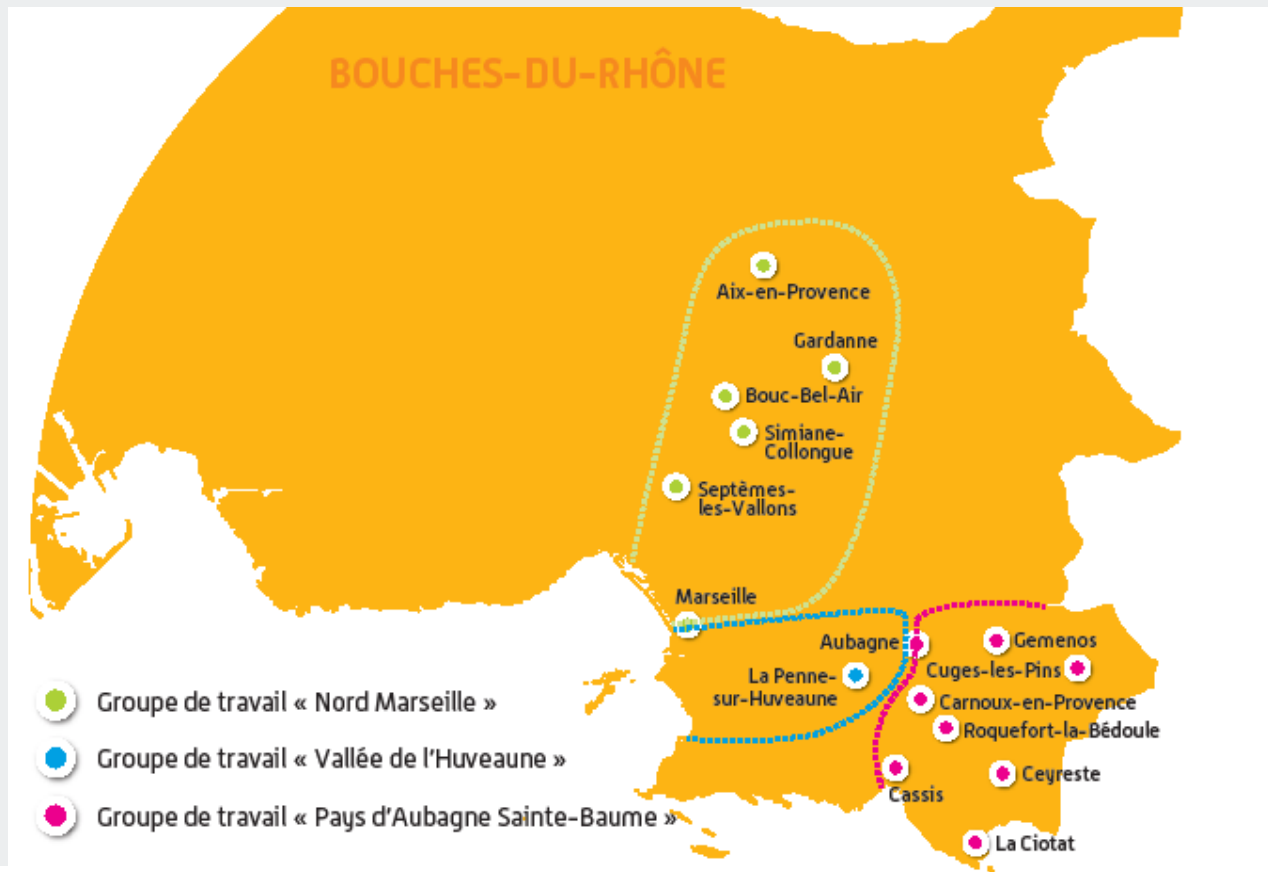 BOUCHES-DU-RHÔNE
Aix-en-Provence
Gardanne
Bouc-Bel-Air
Simiane-
Collongue
Septèmes-
les-Vallons
Marseille
Aubagne
Gemenos
Cuges-les-Pins
La Penne-
sur-Huveaune
Carnoux-en-Provence
Roquefort-la-Bédoule
Ceyreste
Cassis
La Ciotat
Groupe de travail « Nord Marseille »
Groupe de travail « Vallée de l'Huveaune »
Groupe de travail « Pays d'Aubagne Sainte-Baume »